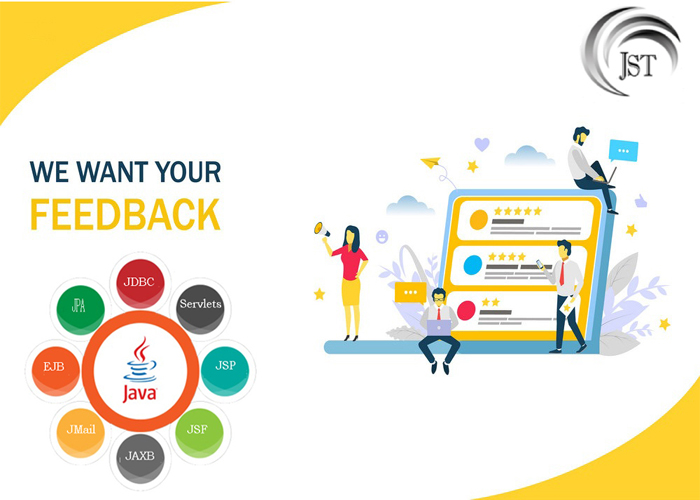 JST
WE WANT YOUR
FEEDBACK
JDBC
JPA
Servlets
EJB
Java
JSP
JMail
JSF
JAXB